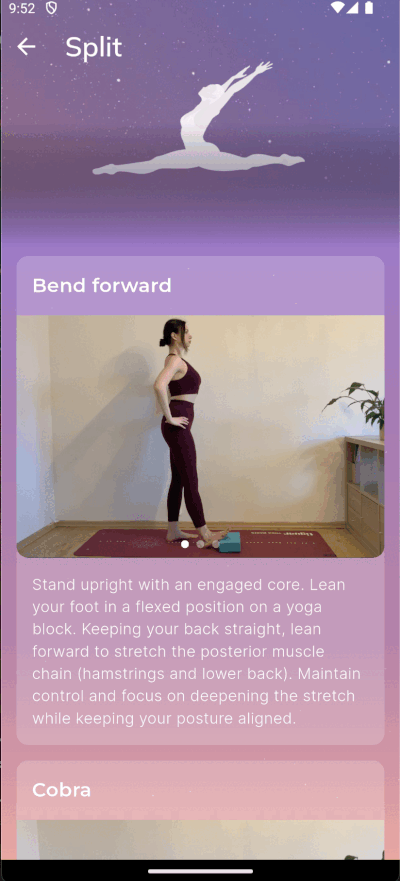 9:52
Split
Bend forward
Stand upright with an engaged core. Lean
your foot in a flexed position on a yoga
block. Keeping your back straight, lean
forward to stretch the posterior muscle
chain (hamstrings and lower back). Maintain
control and focus on deepening the stretch
while keeping your posture aligned.
Cobra